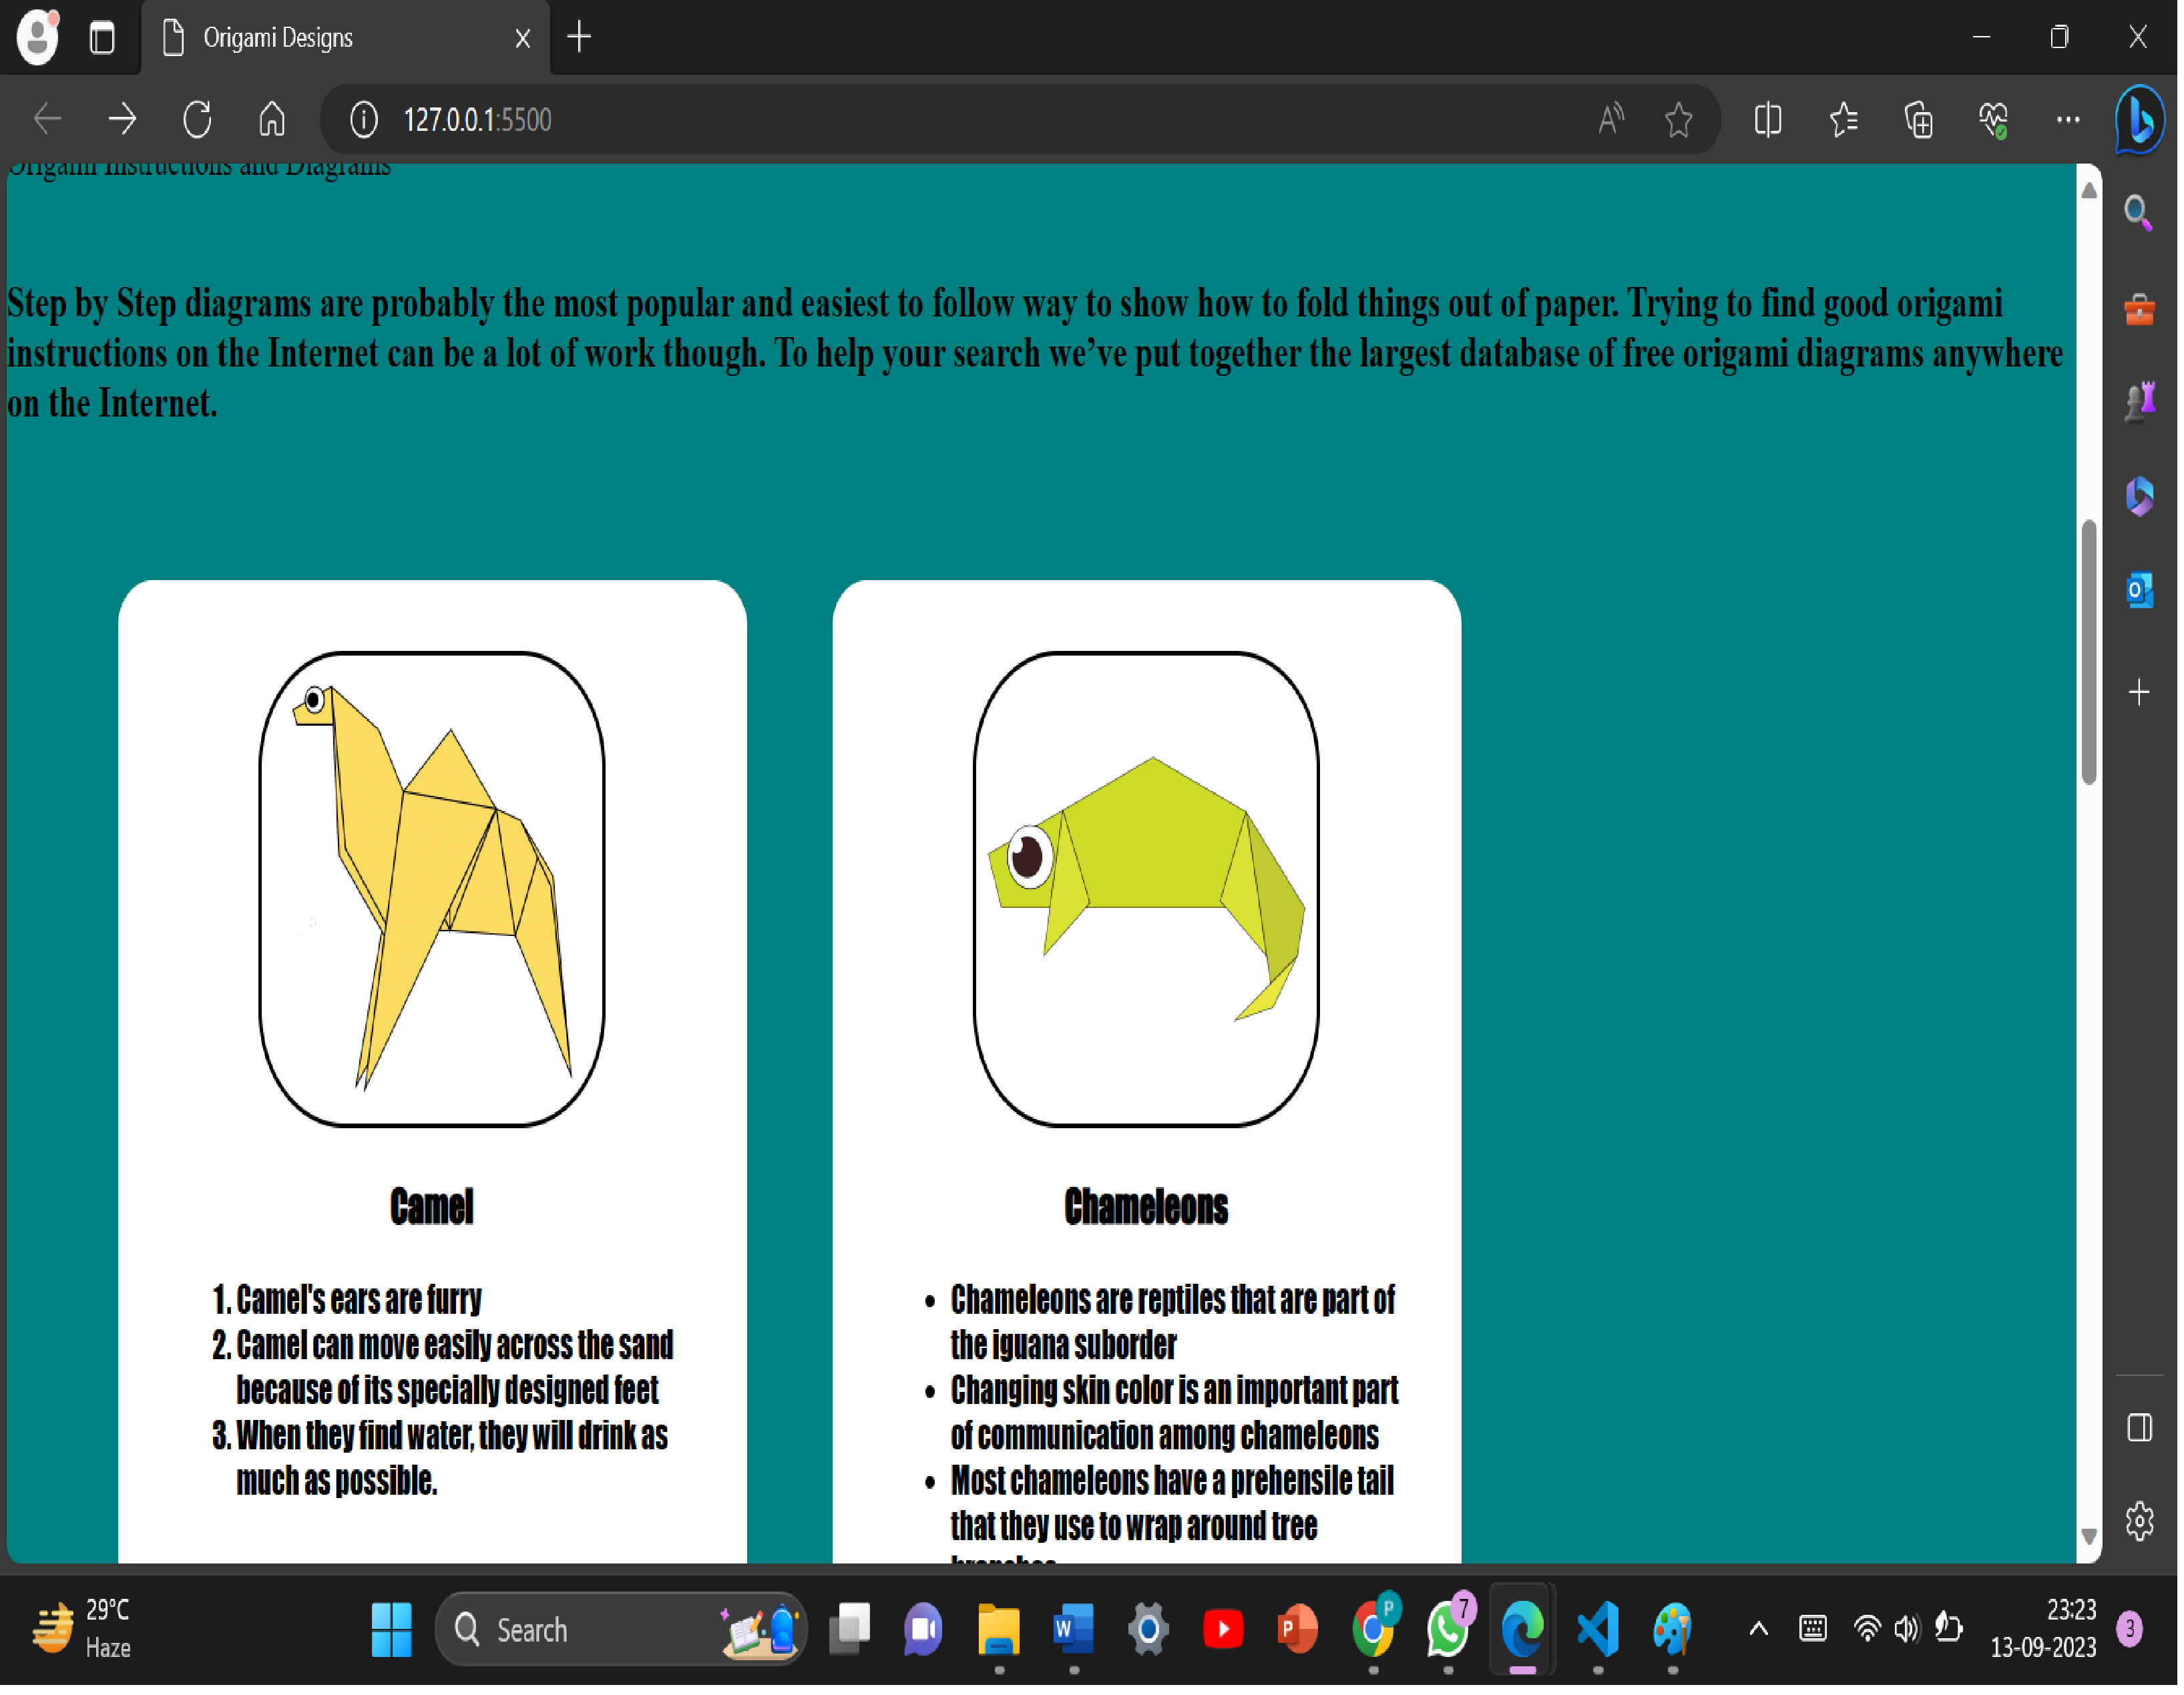 Origami Designs
127.0.0.1:5500
Origami Instructions and Diagrams
Step by Step diagrams are probably the most popular and easiest to follow way to show how to fold things out of paper. Trying to find good origami
instructions on the Internet can be a lot of work though. To help your search we’ve put together the largest database of free origami diagrams anywhere
on the Internet.
Camel
1. Camel's ears are furry
2. Camel can move easily across the sand
because of its specially designed feet
3. When they find water, they will drink as
much as possible.
Chameleons
• Chameleons are reptiles that are part of
the iguana suborder
• Changing skin color is an important part
of communication among chameleons
• Most chameleons have a prehensile tail
that they use to wrap around tree
29°C
Haze
Search
P
7
23:23
13-09-2023
3